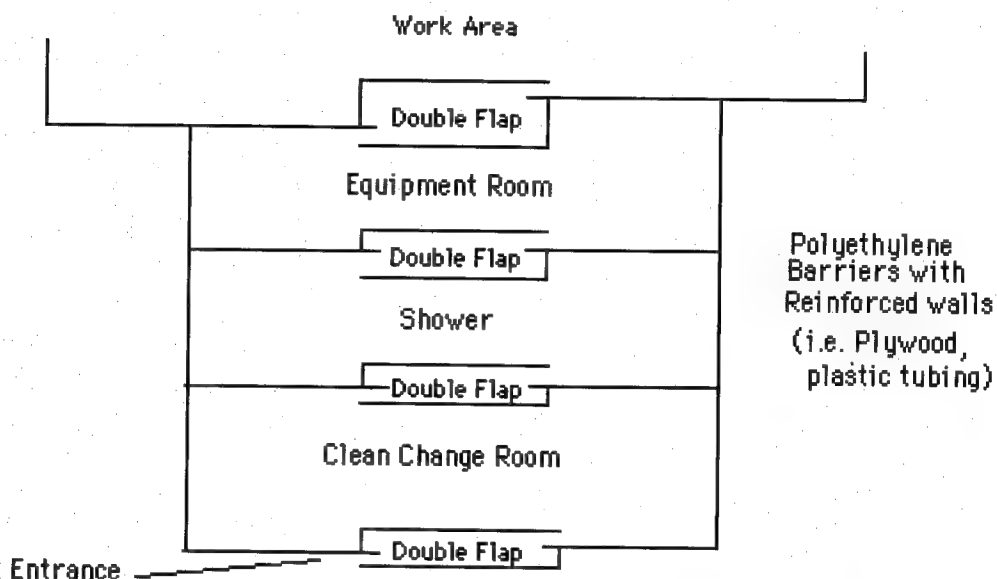 Work Area
Double Flap
Equipment Room
Double Flap
Polyethylene
Barriers with
Reinforced walls
(i.e. Plywood,
plastic tubing)
Shower
Double Flap
Clean Change Room
Double Flap
Entrance